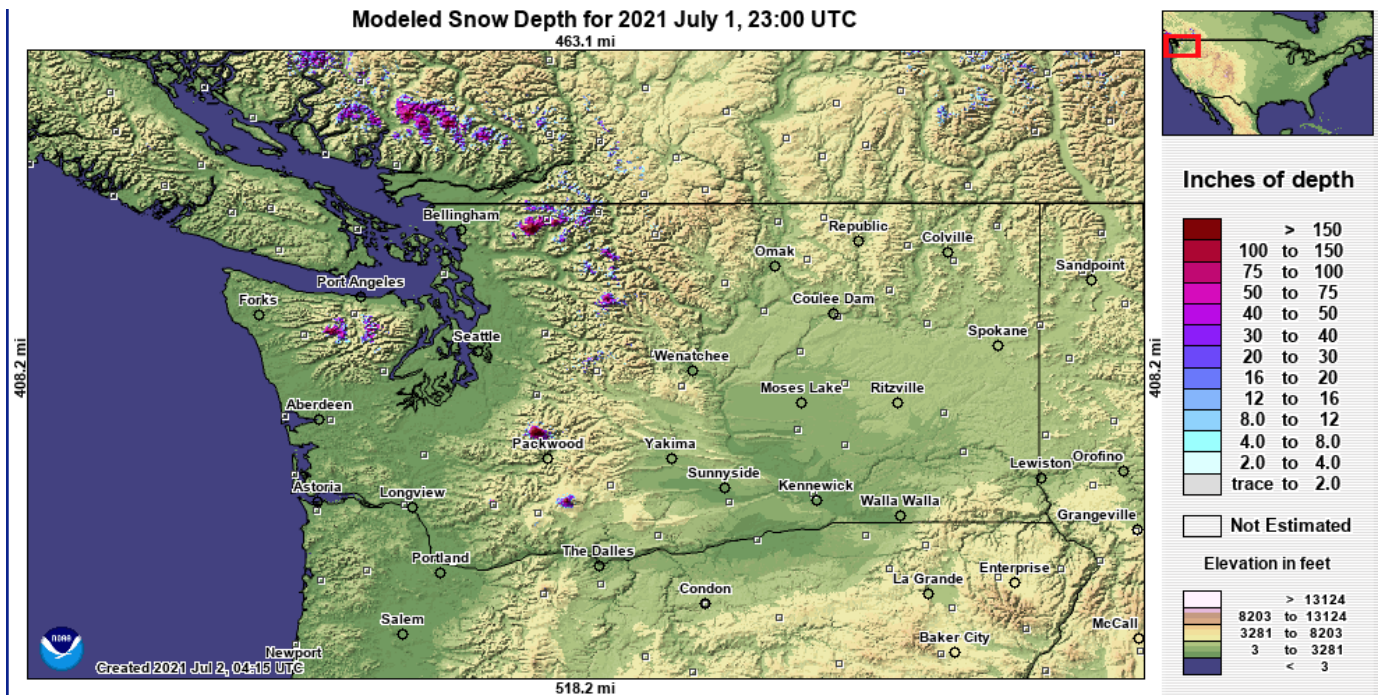 Modeled Snow Depth for 2021 July 1, 23:00 UTC
463.1 mi
408.2 mi
Bellingham
Republic
Omak
Colville
Sandpoint
Port Angeles
Forks
Coulee Dam
Seattle
Spokane
Wenatchee
Moses Lake
Ritzville
Aberdeen
Packwood
Yakima
Sunnyside
Lewiston
Orofino
Astoria
Longview
Kennewick
Walla Walla
Grangeville
Portland
The Dalles
Condon
La Grande
Enterprise
Salem
Baker City
McCall
Newport
NOAA
Created 2021 Jul 2, 04:15 UTC
518.2 mi
408.2 mi
Inches of depth
> 150
100 to 150
75 to 100
50 to 75
40 to 50
30 to 40
20 to 30
16 to 20
12 to 16
8.0 to 12
4.0 to 8.0
2.0 to 4.0
trace to 2.0
Not Estimated
Elevation in feet
> 13124
8203 to 13124
3281 to 8203
3 to 3281
< 3